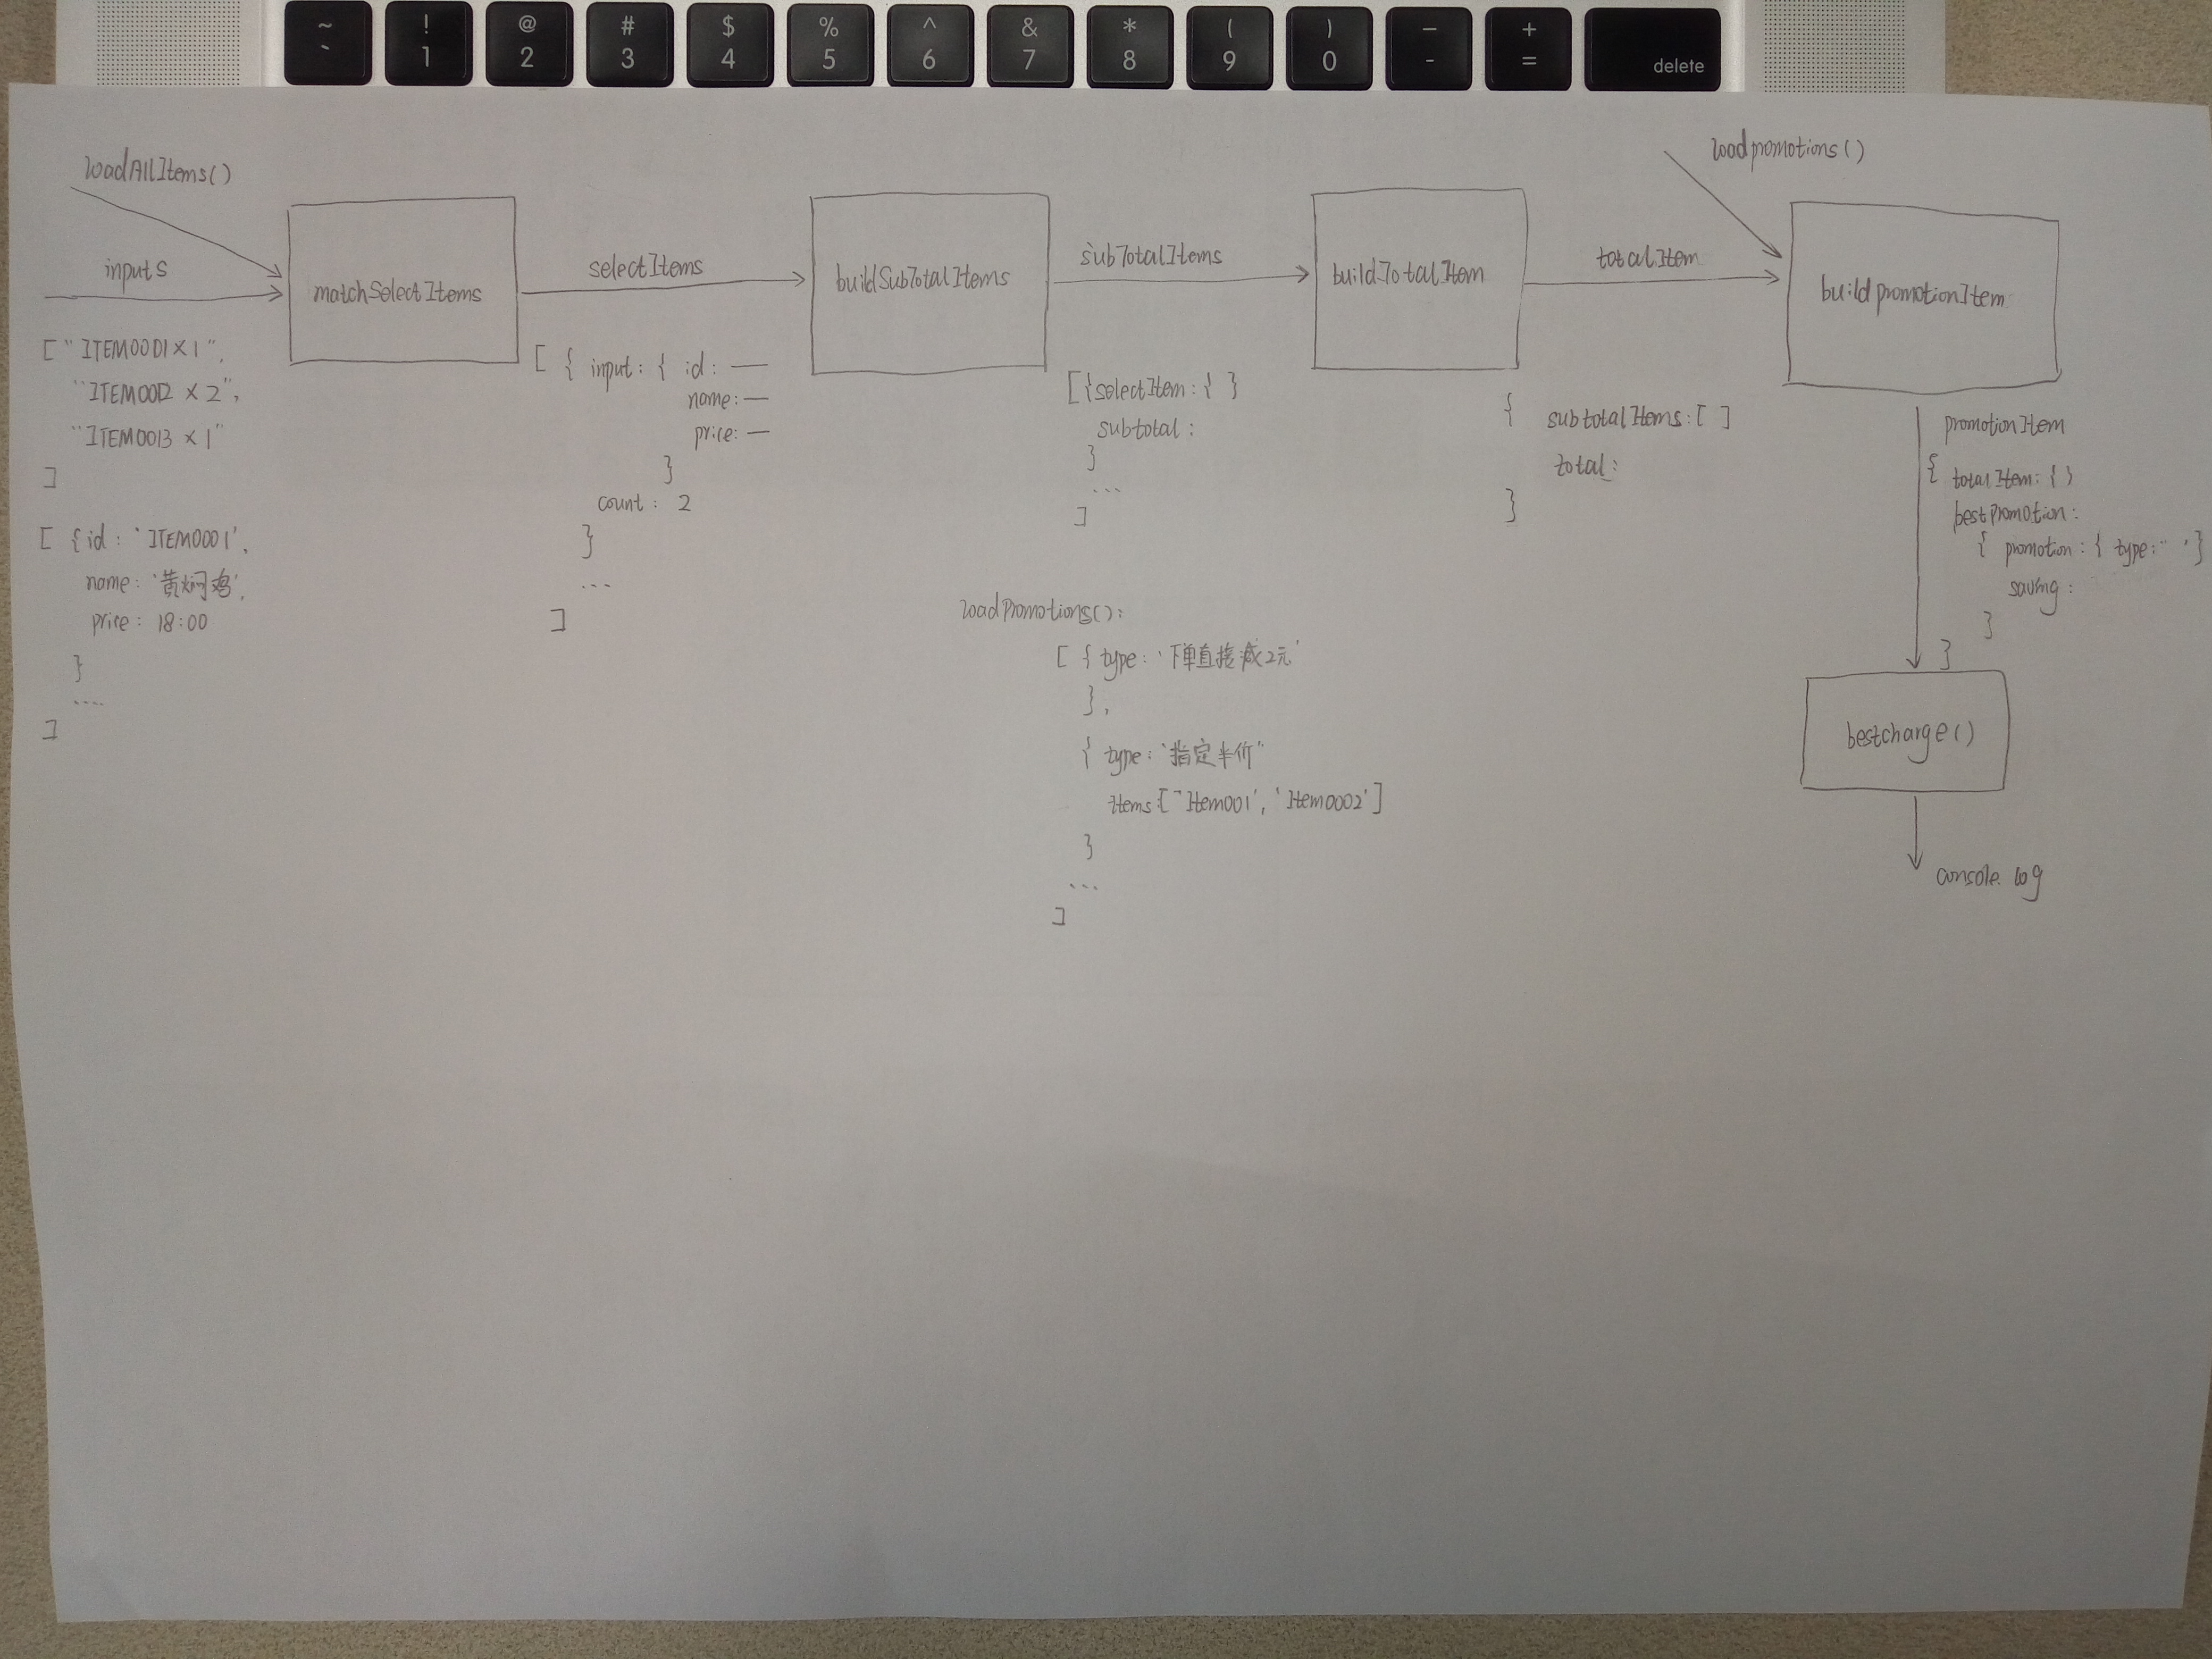 ~ ! @ # $ % ^ & * ( ) — +
` 1 2 3 4 5 6 7 8 9 0 - = delete
loadAllItems()
inputs
["ITEM0001×1",
"ITEM0012 × 2",
"ITEM0013 × 1"
]
[ {id: 'ITEM0001',
name: '黄焖鸡',
price: 18:00
}
....
]
matchSelectItems
selectItems
[ { input: { id: —
name: —
price: —
}
count: 2
}
...
]
buildSubTotalItems
subTotalItems
[{selectItem: { }
subtotal:
}
...
]
buildTotalItem
totalItem
{ subtotalItems: [ ]
total:
}
loadpromotions()
buildpromotionItem
promotionItem
{ totalItem: { }
bestPromotion:
{ promotion: { type: '' '}
saving:
}
}
bestcharge()
console.log
loadPromotions():
[ { type: '下单直接减2元'
},
{ type: '指定半价"
items:["Item001', 'Item0002']
}
...
]